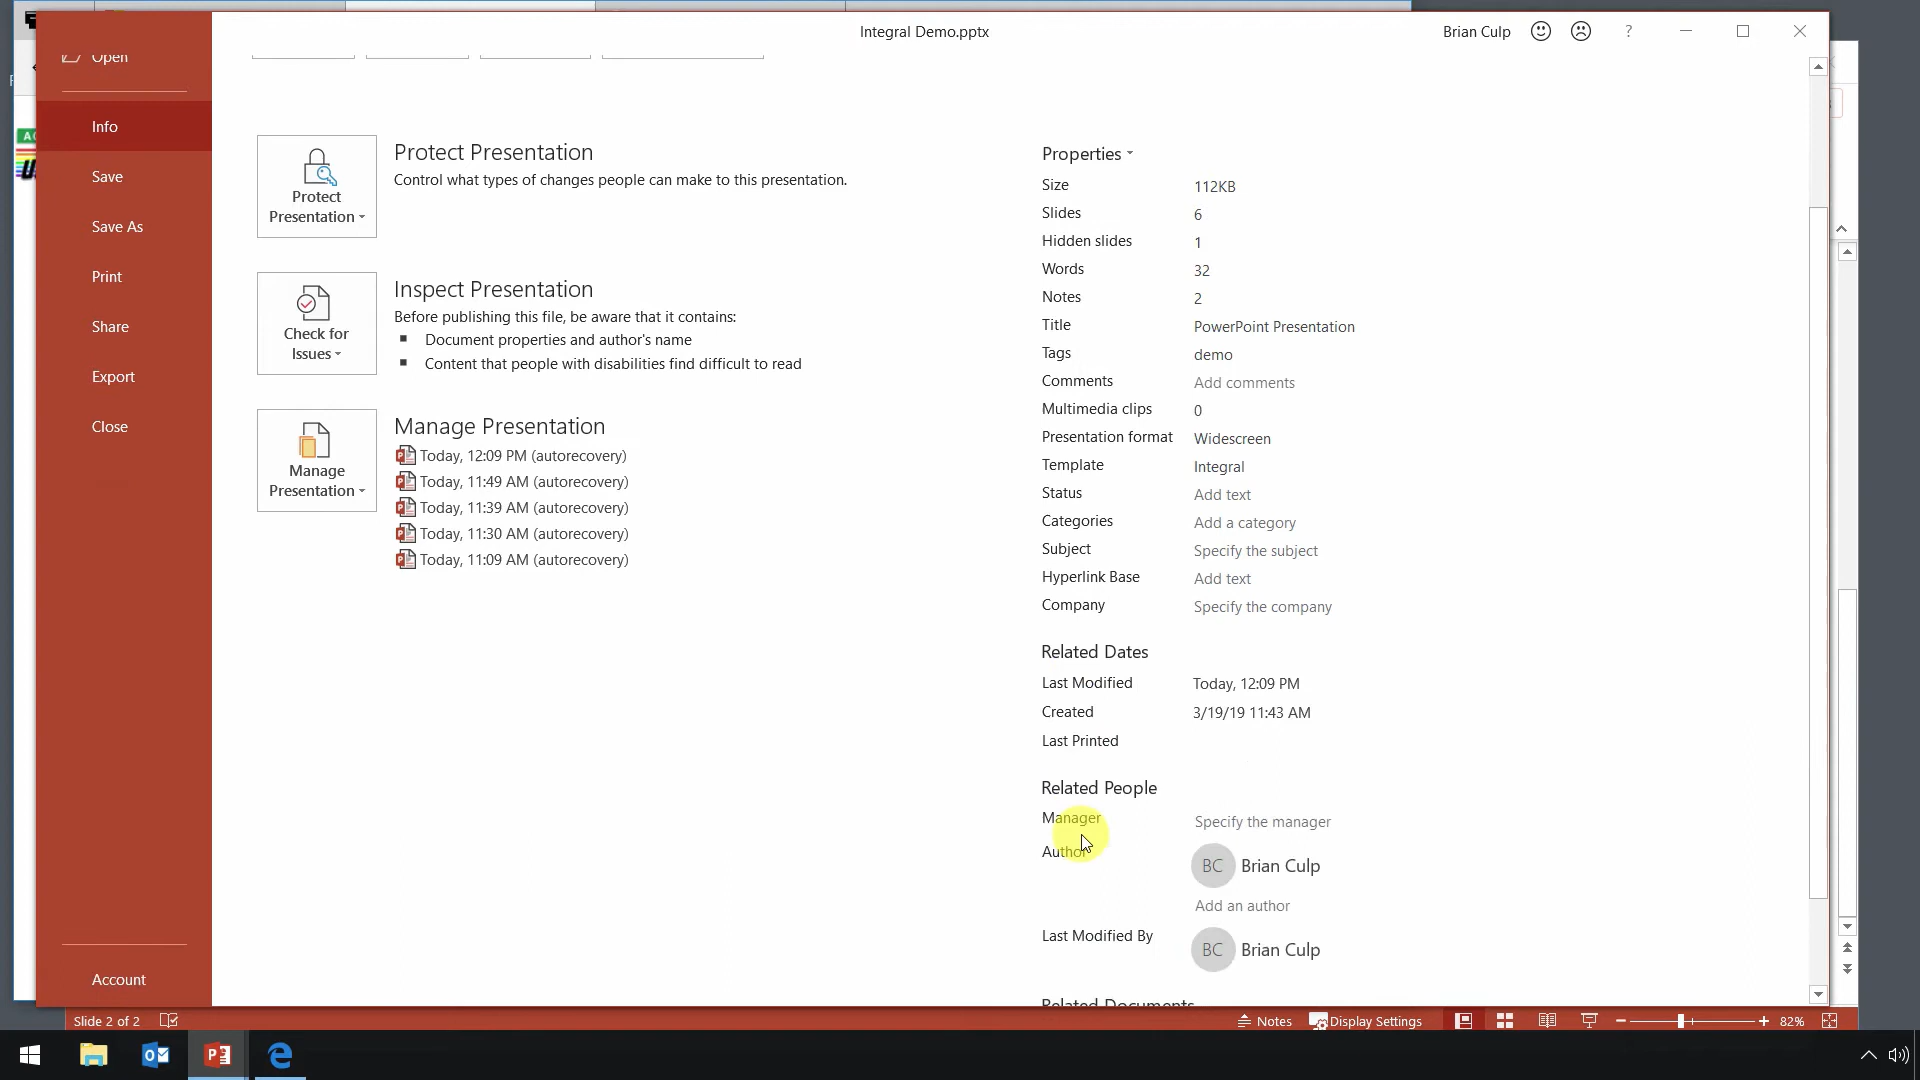 Integral Demo.pptx
Brian Culp
?
Open
Info
Save
Save As
Print
Share
Export
Close
Account
Protect
Presentation
Protect Presentation
Control what types of changes people can make to this presentation.
Check for
Issues
Inspect Presentation
Before publishing this file, be aware that it contains:
Document properties and author's name
Content that people with disabilities find difficult to read
Manage
Presentation
Manage Presentation
Today, 12:09 PM (autorecovery)
Today, 11:49 AM (autorecovery)
Today, 11:39 AM (autorecovery)
Today, 11:30 AM (autorecovery)
Today, 11:09 AM (autorecovery)
Properties
Size 112KB
Slides 6
Hidden slides 1
Words 32
Notes 2
Title PowerPoint Presentation
Tags demo
Comments Add comments
Multimedia clips 0
Presentation format Widescreen
Template Integral
Status Add text
Categories Add a category
Subject Specify the subject
Hyperlink Base Add text
Company Specify the company
Related Dates
Last Modified Today, 12:09 PM
Created 3/19/19 11:43 AM
Last Printed
Related People
Manager Specify the manager
Author BC Brian Culp
Add an author
Last Modified By BC Brian Culp
Related Documents
Slide 2 of 2
Notes Display Settings 82%